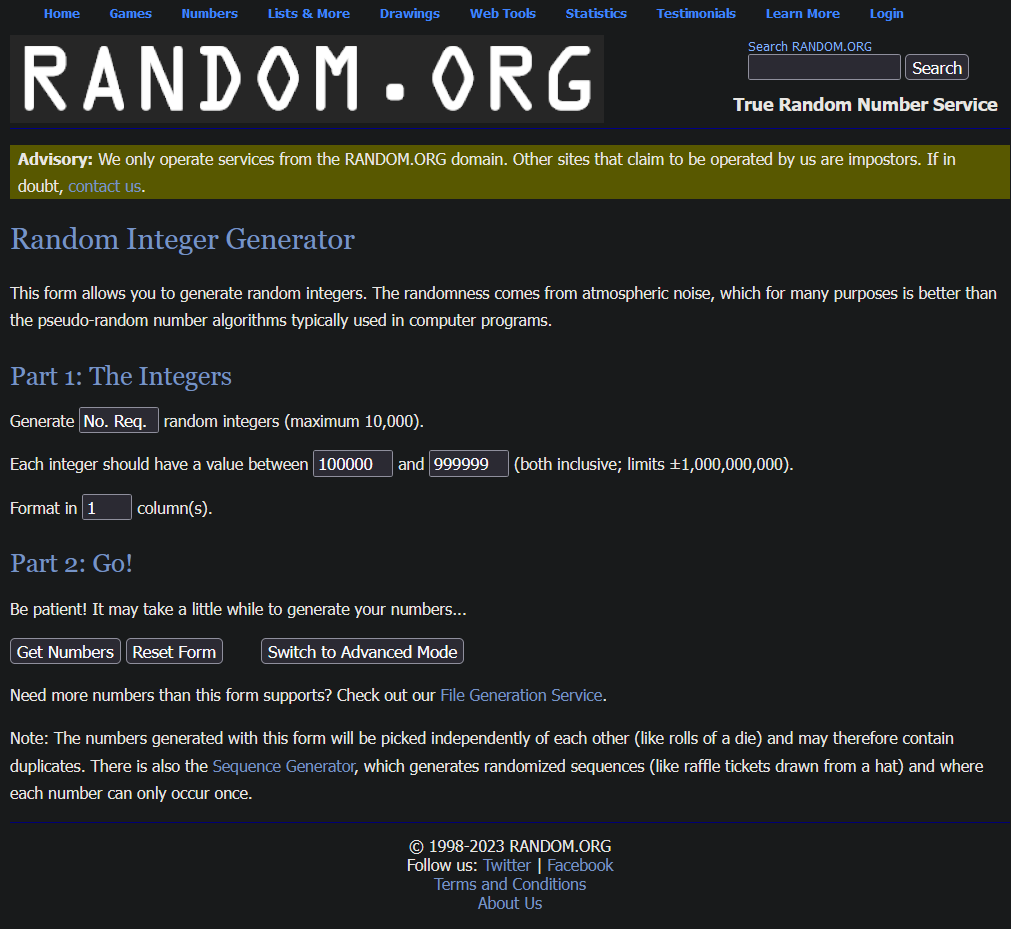 Home Games Numbers Lists & More Drawings Web Tools Statistics Testimonials Learn More Login
RANDOM.ORG
Search RANDOM.ORG
Search
True Random Number Service
Advisory: We only operate services from the RANDOM.ORG domain. Other sites that claim to be operated by us are impostors. If in
doubt, contact us.
Random Integer Generator
This form allows you to generate random integers. The randomness comes from atmospheric noise, which for many purposes is better than
the pseudo-random number algorithms typically used in computer programs.
Part 1: The Integers
Generate No. Req. random integers (maximum 10,000).
Each integer should have a value between 100000 and 999999 (both inclusive; limits ±1,000,000,000).
Format in 1 column(s).
Part 2: Go!
Be patient! It may take a little while to generate your numbers...
Get Numbers Reset Form Switch to Advanced Mode
Need more numbers than this form supports? Check out our File Generation Service.
Note: The numbers generated with this form will be picked independently of each other (like rolls of a die) and may therefore contain
duplicates. There is also the Sequence Generator, which generates randomized sequences (like raffle tickets drawn from a hat) and where
each number can only occur once.
© 1998-2023 RANDOM.ORG
Follow us: Twitter | Facebook
Terms and Conditions
About Us